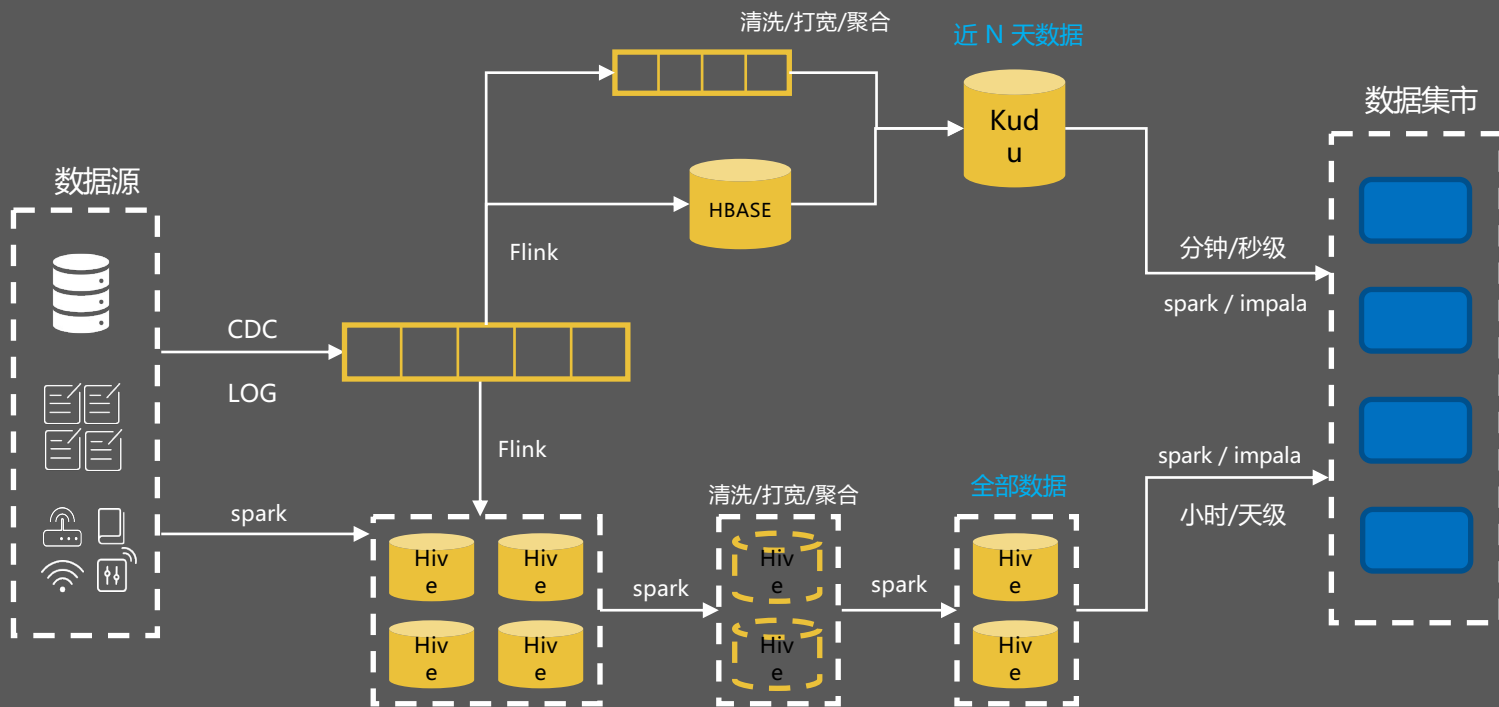 清洗/打宽/聚合
近 N 天数据
数据集市
数据源
Kud
u
HBASE
Flink
分钟/秒级
spark / impala
CDC
LOG
Flink
spark
清洗/打宽/聚合
全部数据
spark / impala
小时/天级
Hiv
e
Hiv
e
Hiv
e
Hiv
e
spark
Hiv
e
Hiv
e
spark
Hiv
e
Hiv
e